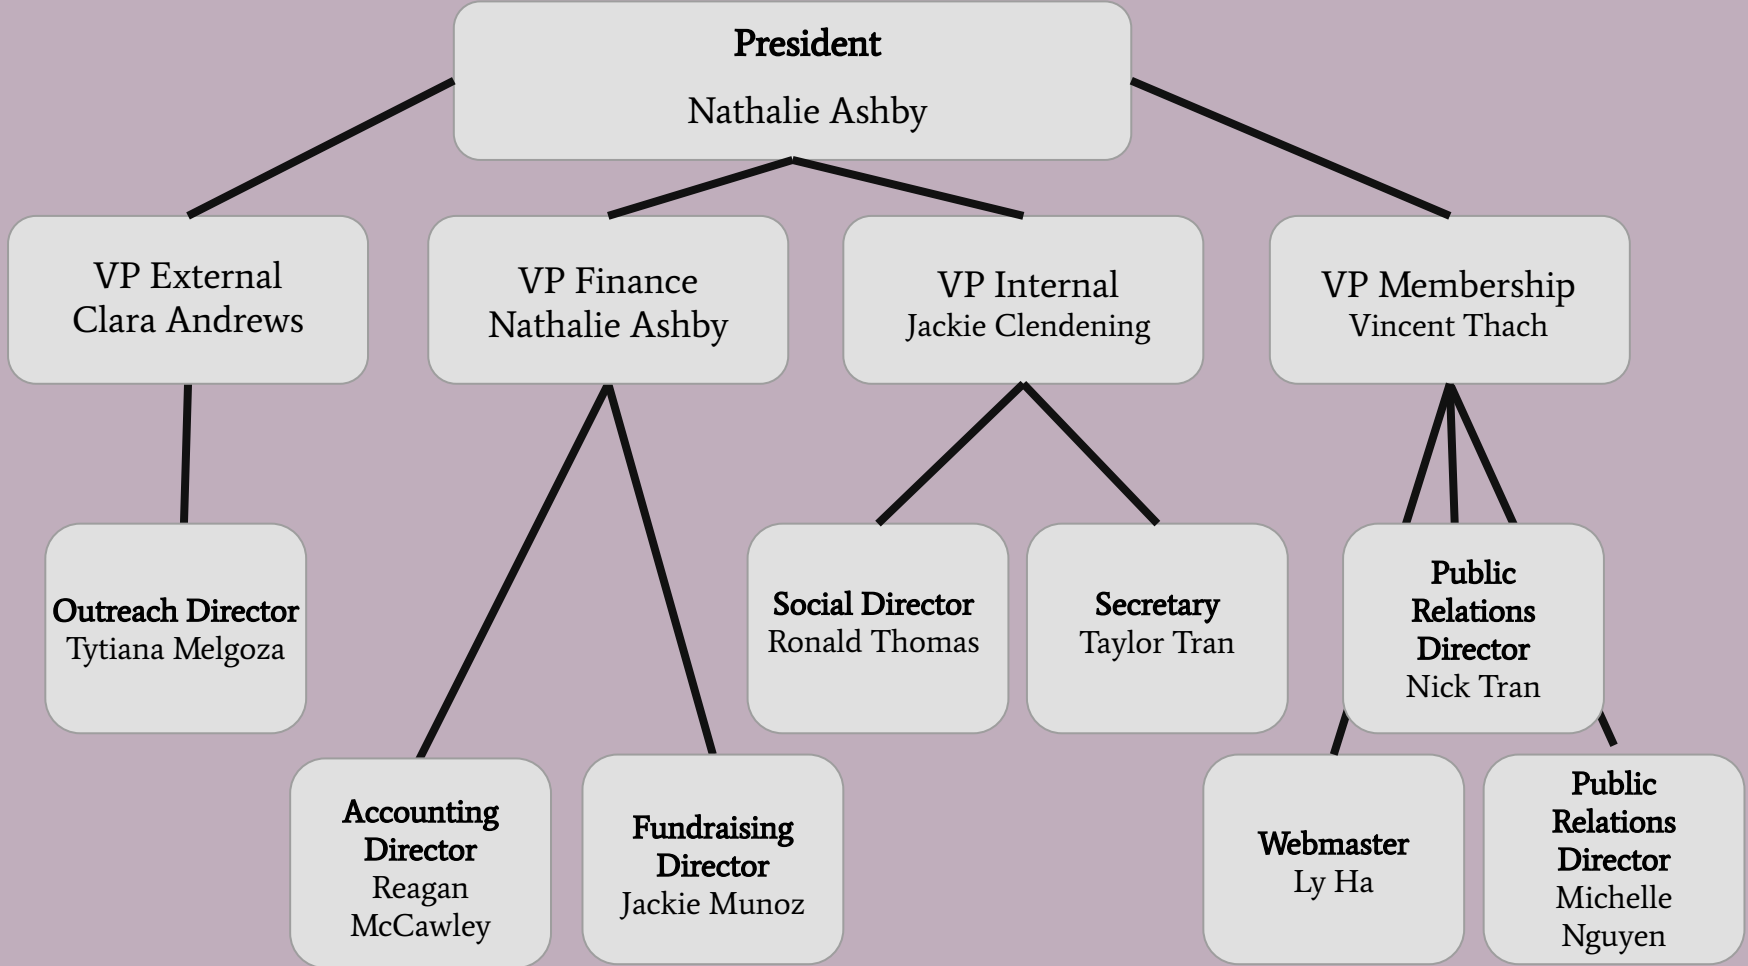 President
Nathalie Ashby
VP External
Clara Andrews
VP Finance
Nathalie Ashby
VP Internal
Jackie Clendening
VP Membership
Vincent Thach
Outreach Director
Tytiana Melgoza
Social Director
Ronald Thomas
Secretary
Taylor Tran
Public
Relations
Director
Nick Tran
Accounting
Director
Reagan
McCawley
Fundraising
Director
Jackie Munoz
Webmaster
Ly Ha
Public
Relations
Director
Michelle
Nguyen